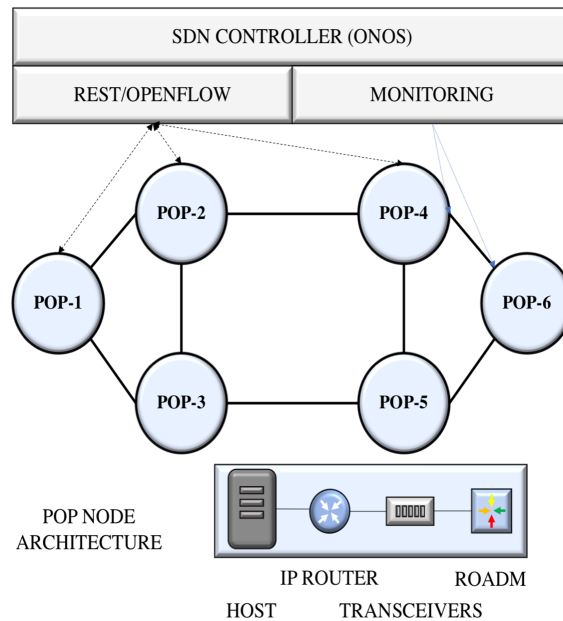 SDN CONTROLLER (ONOS)
REST/OPENFLOW
MONITORING
POP-2
POP-4
POP-1
POP-6
POP-3
POP-5
POP NODE
ARCHITECTURE
IP ROUTER
ROADM
HOST
TRANSCEIVERS